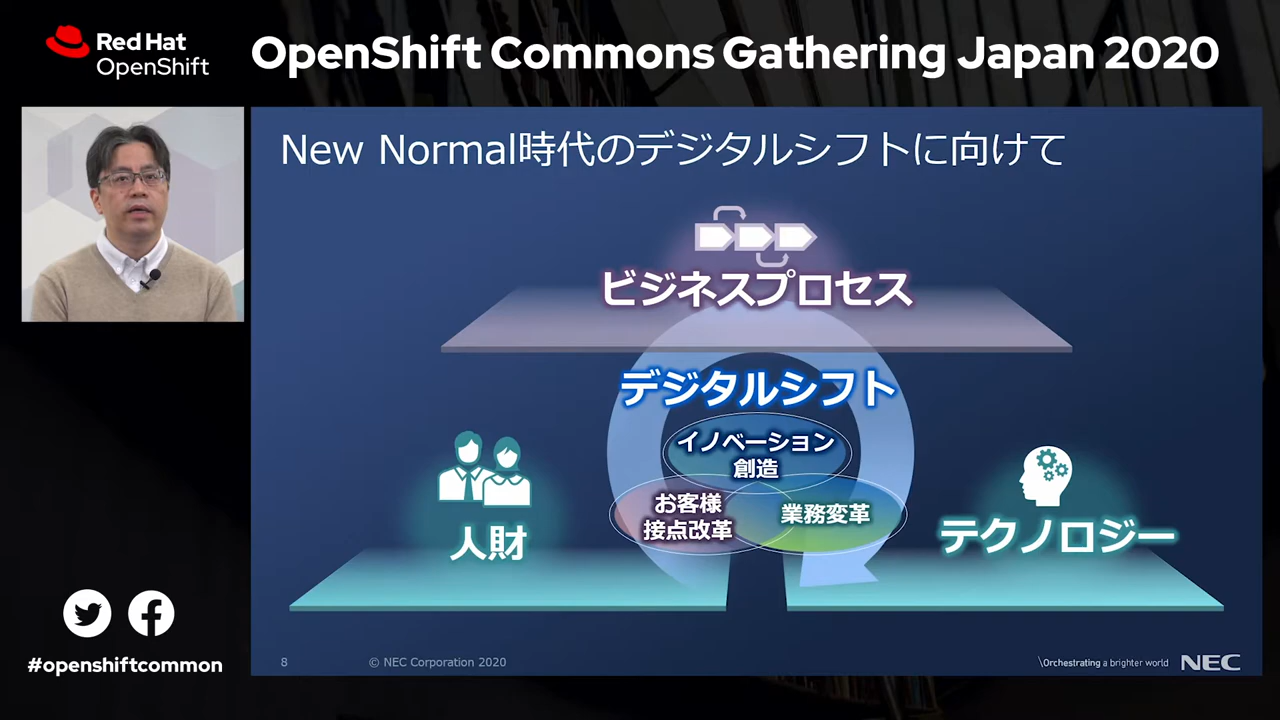 Red Hat
OpenShift
OpenShift Commons Gathering Japan 2020
New Normal時代のデジタルシフトに向けて
ビジネスプロセス
デジタルシフト
イノベーション
創造
お客様
接点改革
業務変革
人財
テクノロジー
#openshiftcommon
8
© NEC Corporation 2020
\Orchestrating a brighter world
NEC